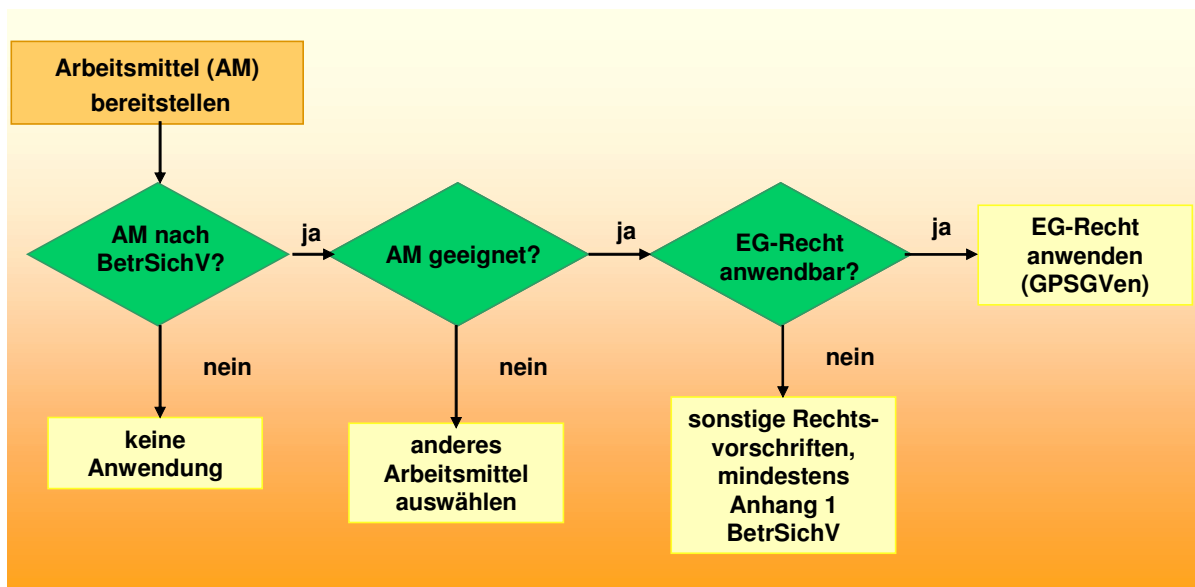 Arbeitsmittel (AM)
bereitstellen
AM nach
BetrSichV?
ja
AM geeignet?
ja
EG-Recht
anwendbar?
ja
EG-Recht
anwenden
(GPSGVen)
nein
nein
nein
keine
Anwendung
anderes
Arbeitsmittel
auswählen
sonstige Rechts-
vorschriften,
mindestens
Anhang 1
BetrSichV